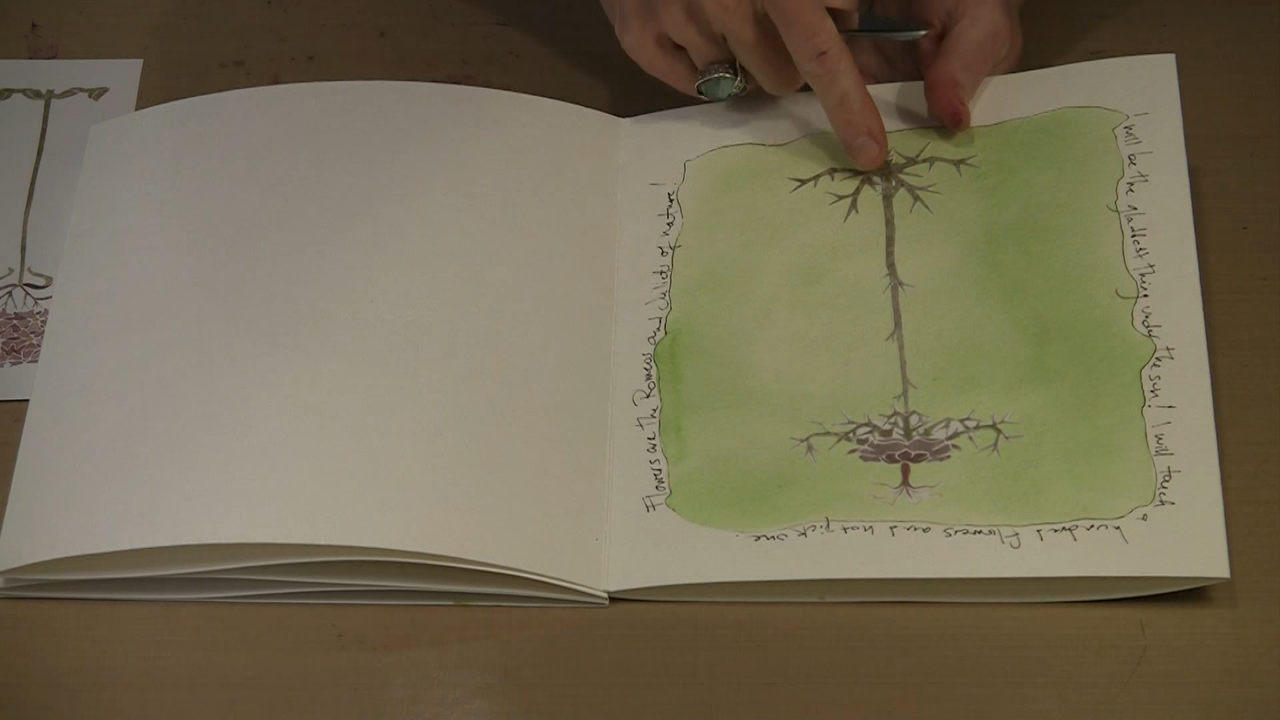 Flowers are the Romeos and Juliets of nature!
I will be the gladdest thing under the sun! I will touch
a hundred flowers and not pick one.